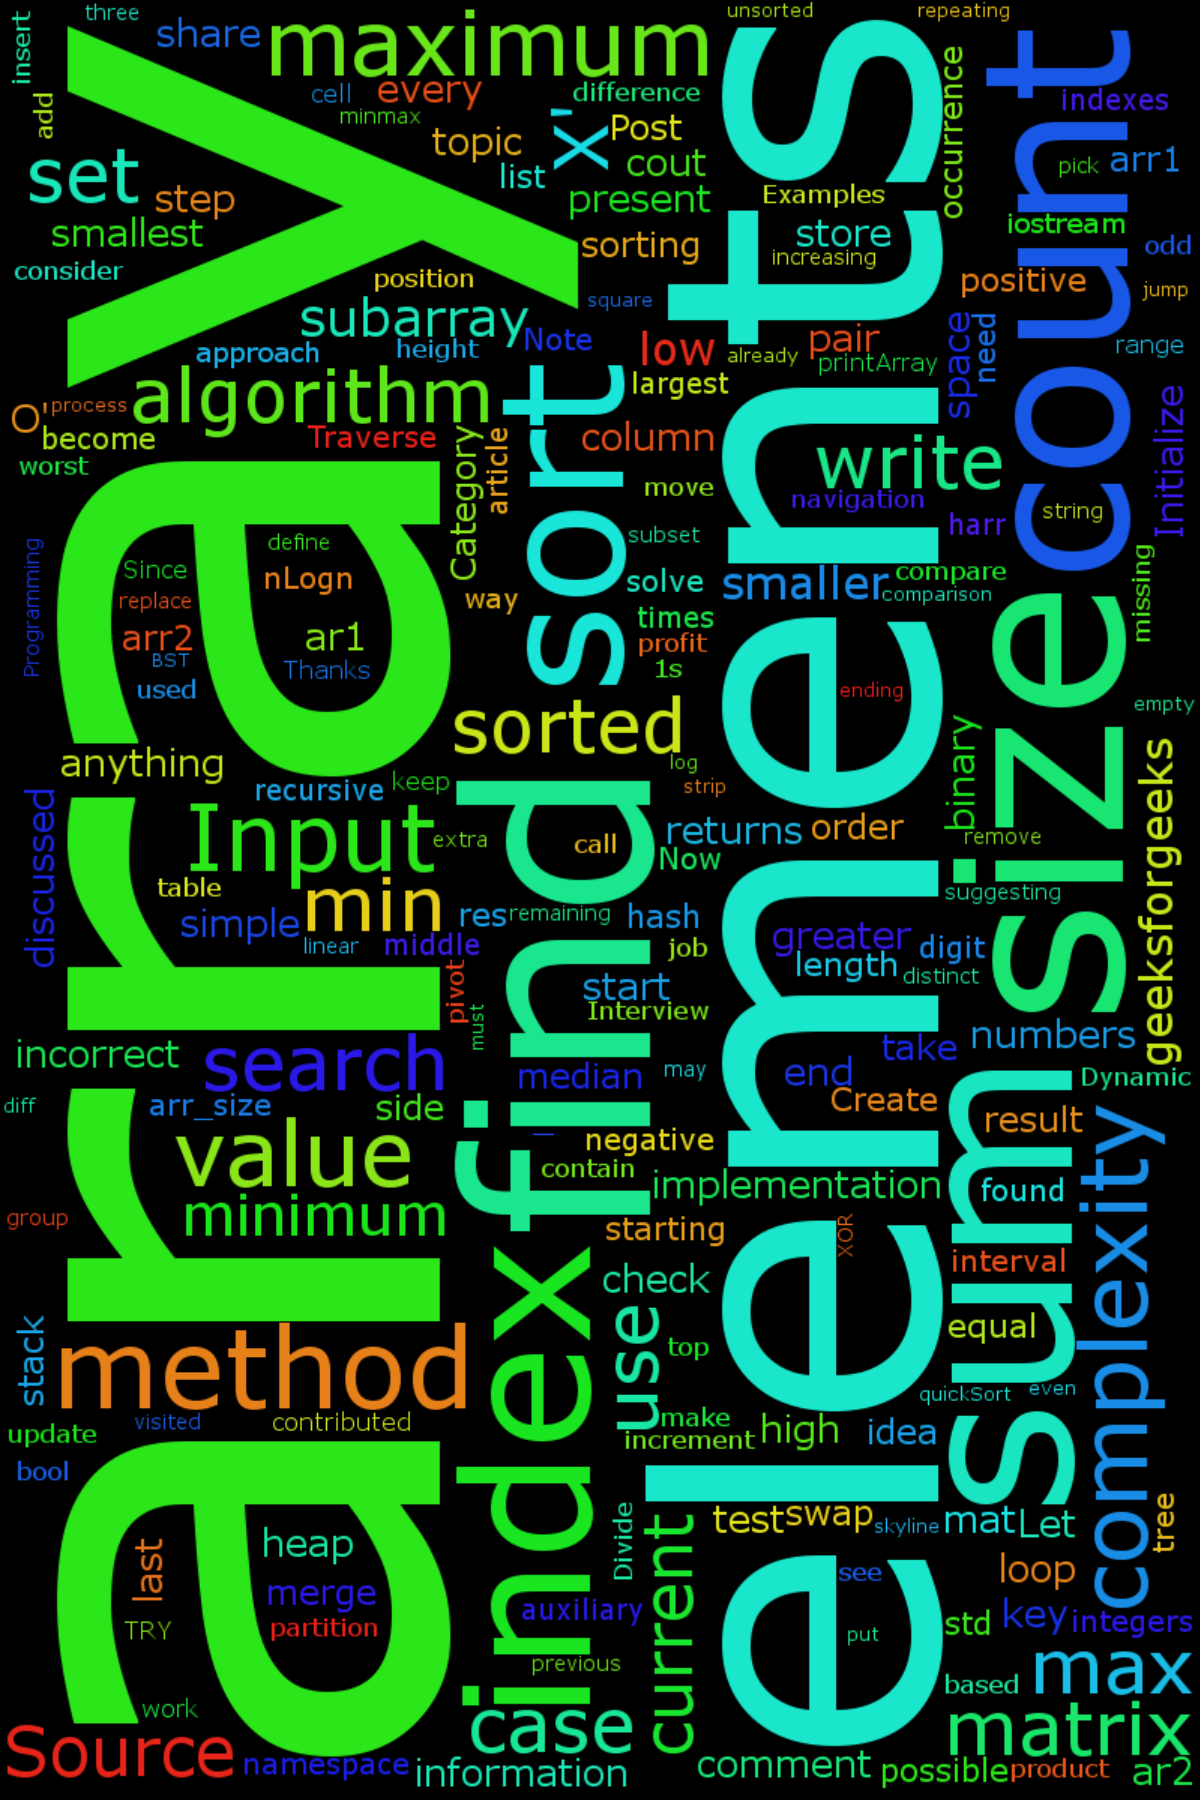 three
unsorted
repeating
insert
share
maximum
cell
every
difference
minmax
add
topic
x'
Post
cout
list
present
occurrence
indexes
pick
arr1
set
step
smallest
consider
Examples
store
increasing
iostream
odd
position
sorting
square
positive
jump
subarray
Note
low
already
pair
printArray
space
need
range
approach
height
largest
algorithm
O'
process
become
Traverse
worst
Category
article
column
write
move
navigation
harr
string
Initialize
array
sort
elements
count
subset
Programming
Since
define
nLogn
replace
arr2
ar1
BST
Thanks
used
way
solve
times
profit
1s
smaller
compare
comparison
missing
ending
empty
sorted
anything
log
strip
binary
recursive
keep
discussed
Input
extra
call
returns
order
Now
remove
geeksforgeeks
table
min
simple
linear
middle
res
remaining
hash
suggesting
job
greater
digit
length
distinct
pivot
must
start
Interview
size
incorrect
search
median
may
end
take
numbers
Dynamic
diff
arr_size
side
Create
result
value
_
negative
contain
minimum
implementation
found
group
starting
XOR
interval
find
check
complexity
stack
method
use
top
equal
quickSort
even
visited
contributed
update
make
increment
high
idea
bool
sum
index
test
swap
skyline
mat
Let
tree
Divide
current
last
heap
merge
partition
TRY
auxiliary
see
loop
put
std
key
integers
previous
work
based
max
case
matrix
Source
namespace
information
comment
possible
product
ar2